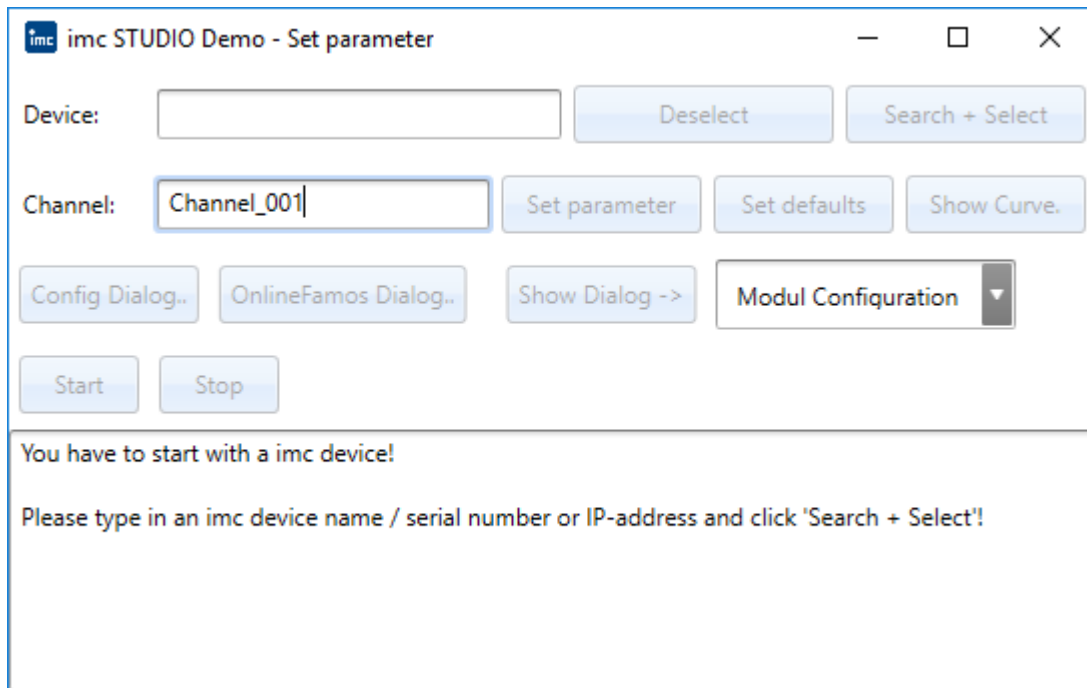 imc imc STUDIO Demo - Set parameter
Device: Deselect Search + Select
Channel: Channel_001 Set parameter Set defaults Show Curve.
Config Dialog.. OnlineFamos Dialog.. Show Dialog -> Modul Configuration
Start Stop
You have to start with a imc device!
Please type in an imc device name / serial number or IP-address and click 'Search + Select'!